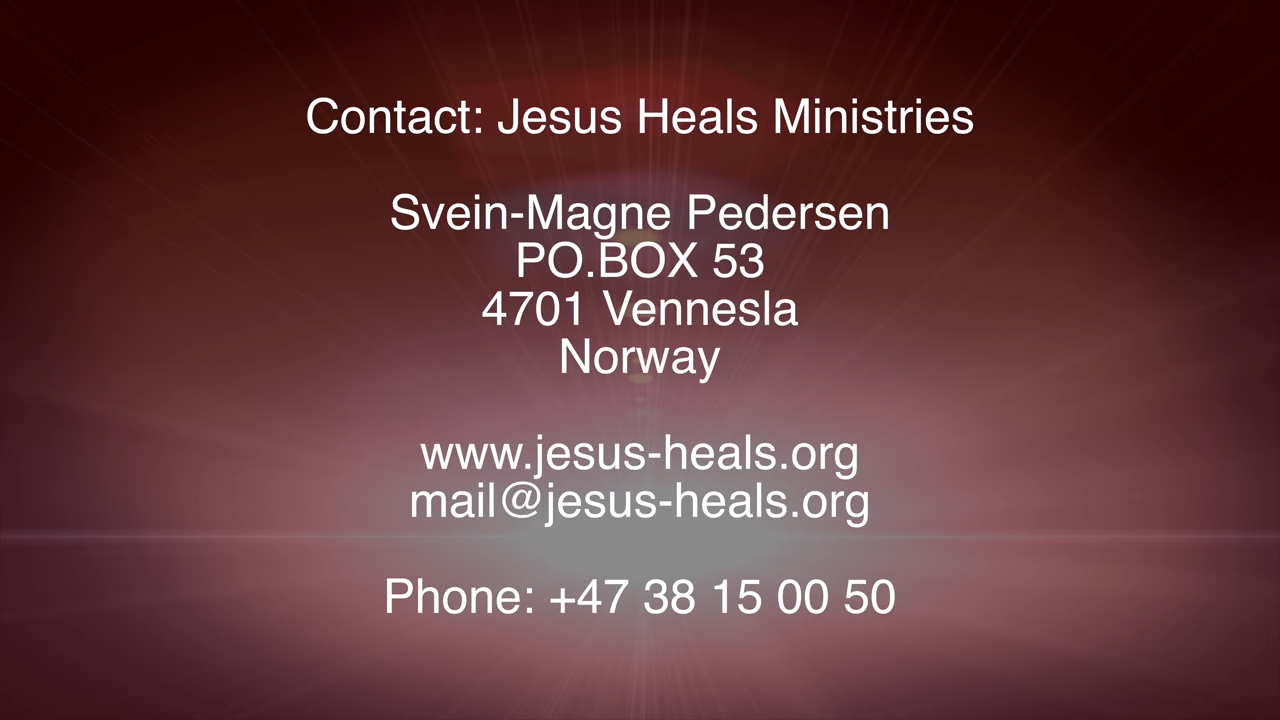 Contact: Jesus Heals Ministries
Svein-Magne Pedersen
PO.BOX 53
4701 Vennesla
Norway
www.jesus-heals.org
mail@jesus-heals.org
Phone: +47 38 15 00 50